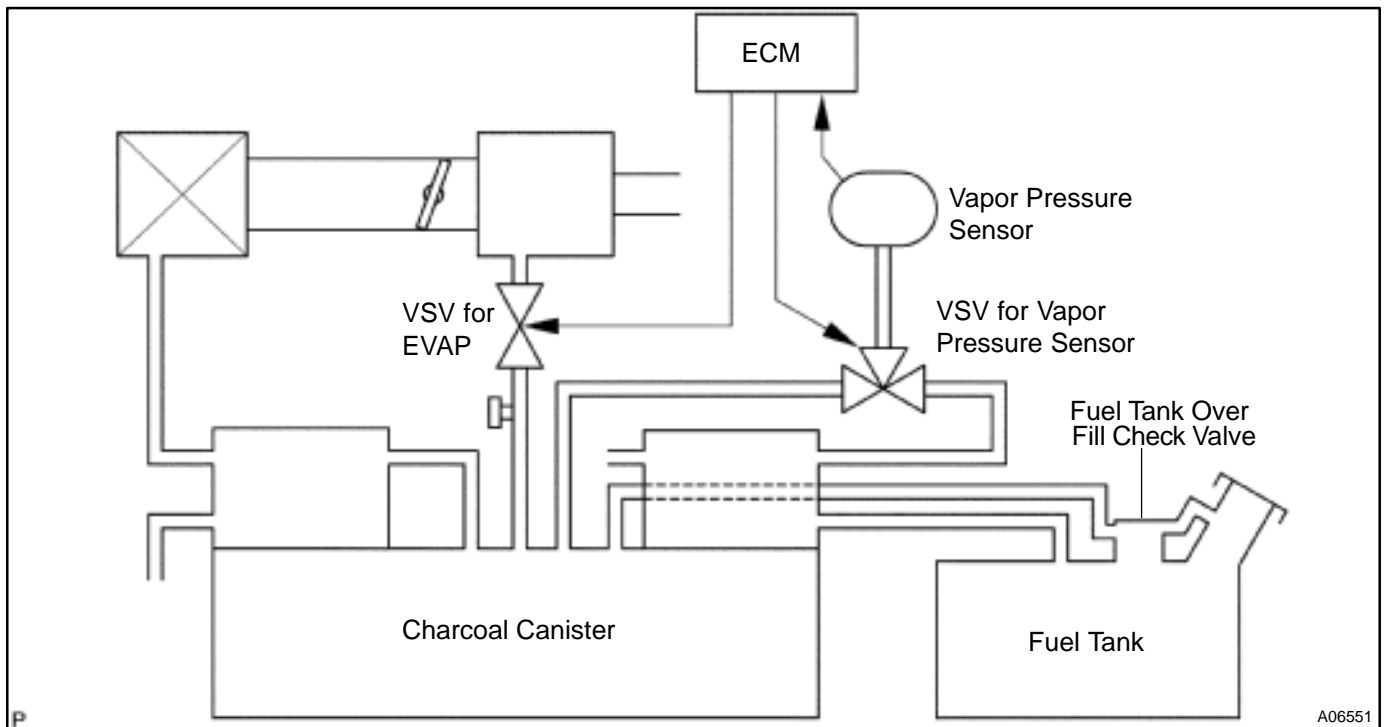 ECM
Vapor Pressure
Sensor
VSV for
EVAP
VSV for Vapor
Pressure Sensor
Fuel Tank Over
Fill Check Valve
Charcoal Canister
Fuel Tank
P
A06551